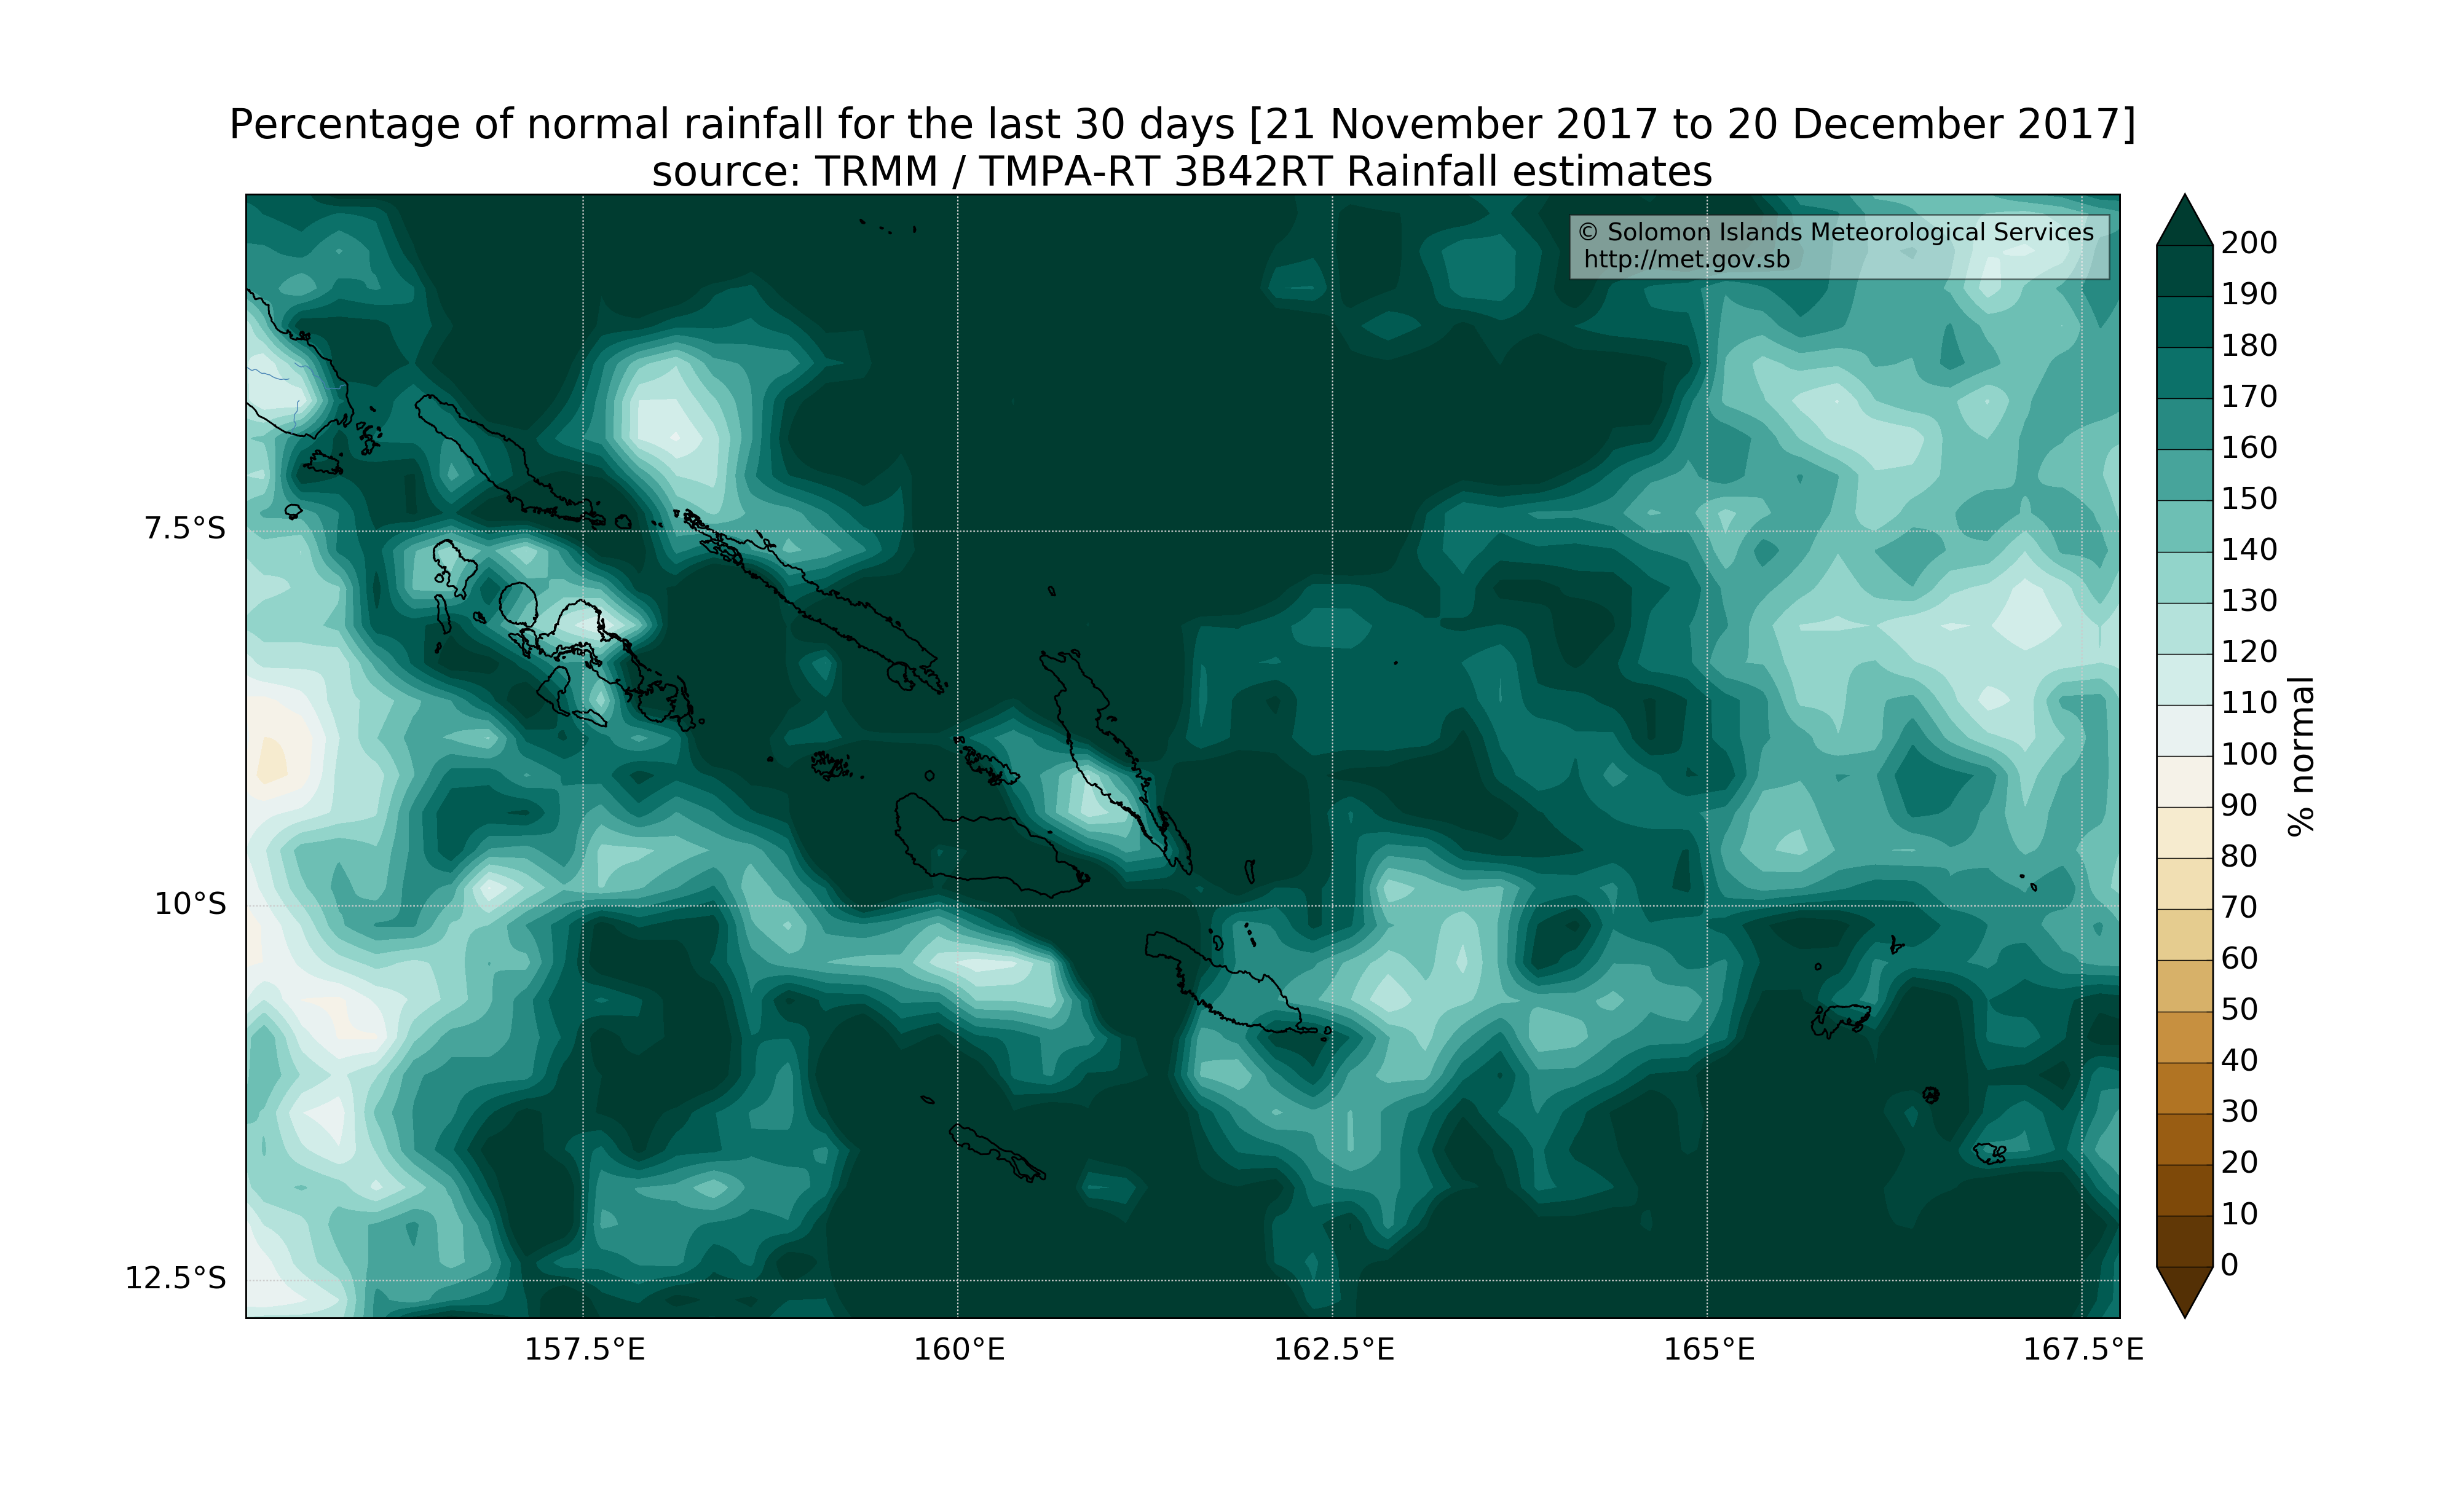 Percentage of normal rainfall for the last 30 days [21 November 2017 to 20 December 2017]
source: TRMM / TMPA-RT 3B42RT Rainfall estimates
© Solomon Islands Meteorological Services
http://met.gov.sb
7.5°S
10°S
12.5°S
157.5°E
160°E
162.5°E
165°E
167.5°E
200
190
180
170
160
150
140
130
120
110
100
90
80
70
60
50
40
30
20
10
0
% normal